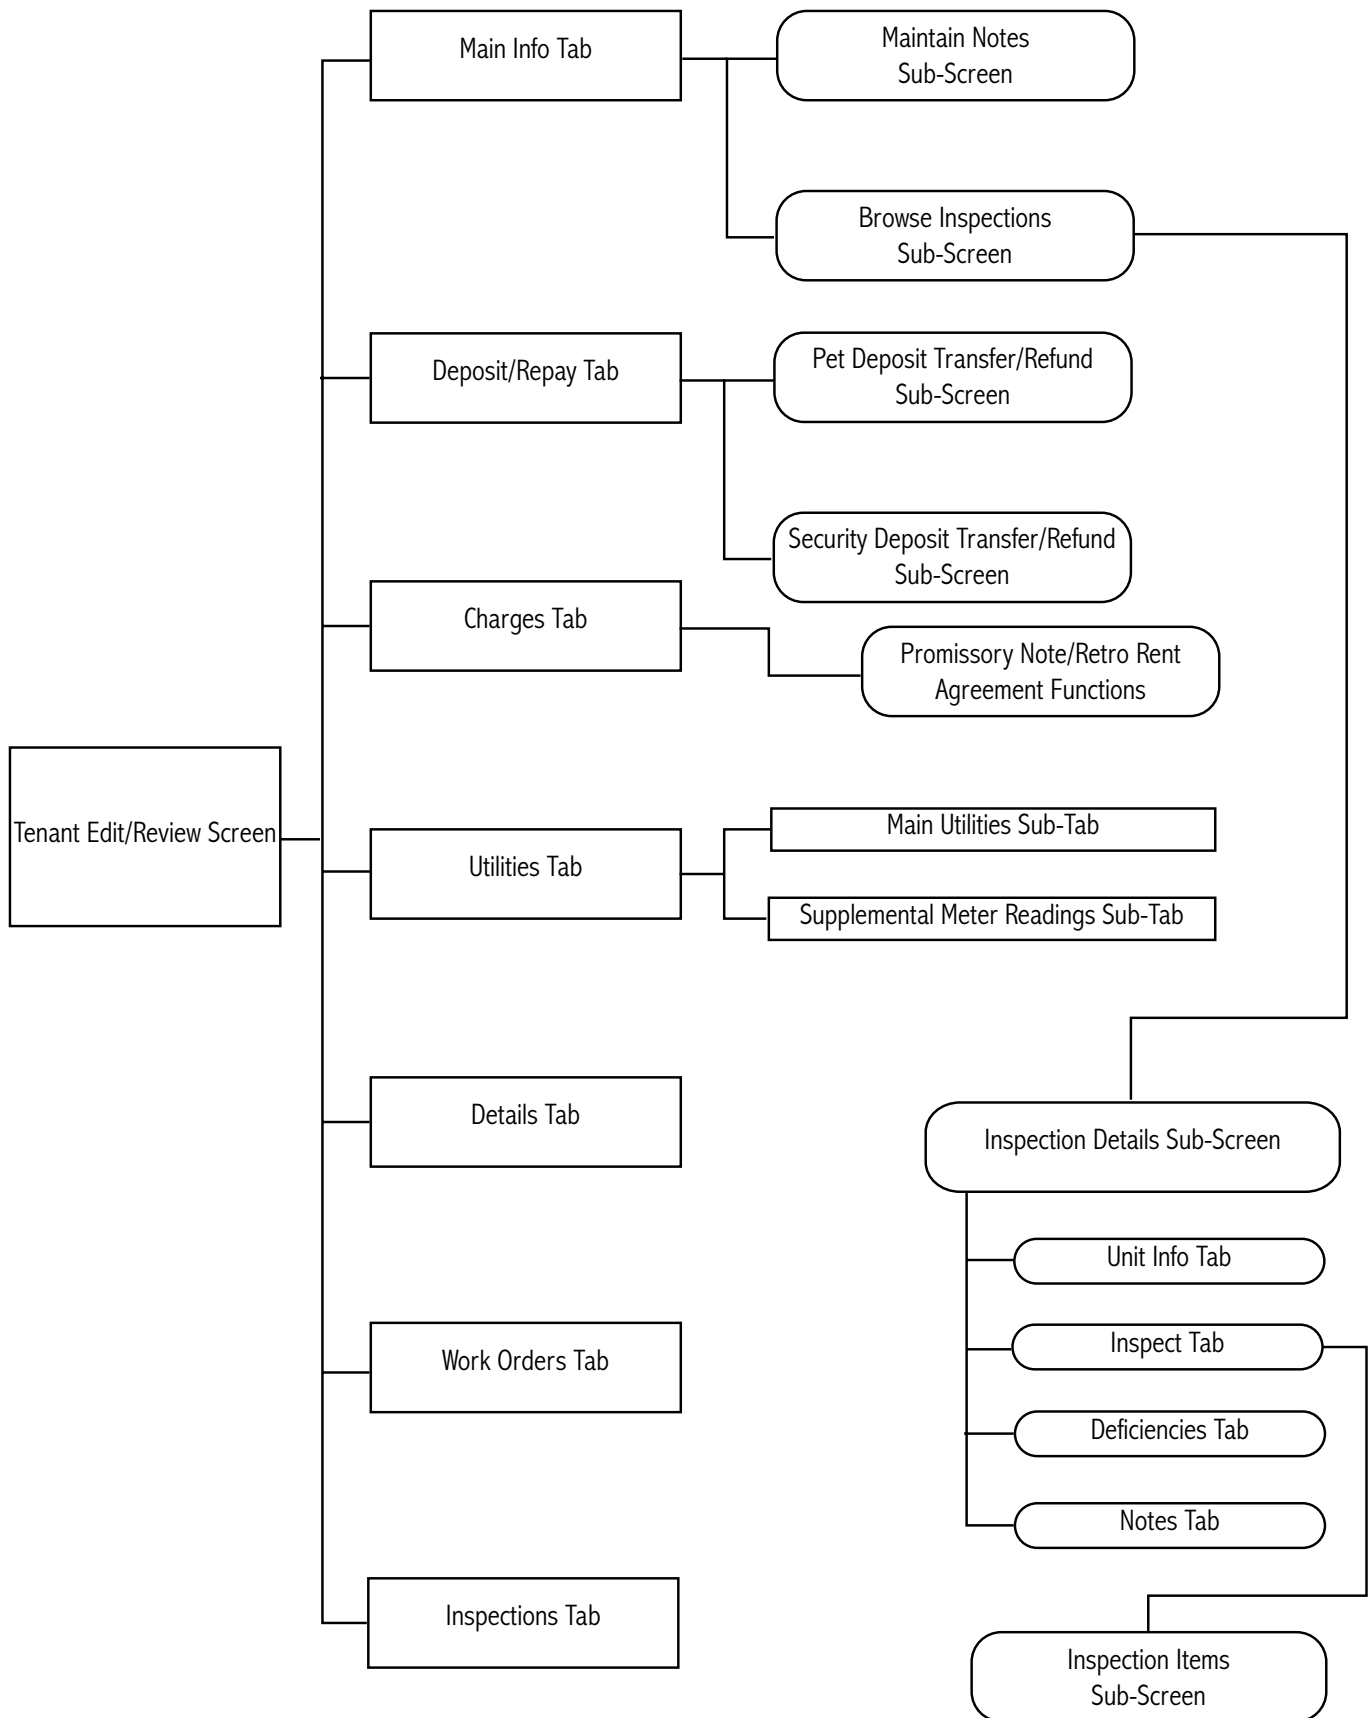 Main Info Tab
Maintain Notes
Sub-Screen
Browse Inspections
Sub-Screen
Deposit/Repay Tab
Pet Deposit Transfer/Refund
Sub-Screen
Security Deposit Transfer/Refund
Sub-Screen
Charges Tab
Promissory Note/Retro Rent
Agreement Functions
Tenant Edit/Review Screen
Utilities Tab
Main Utilities Sub-Tab
Supplemental Meter Readings Sub-Tab
Details Tab
Inspection Details Sub-Screen
Unit Info Tab
Inspect Tab
Deficiencies Tab
Notes Tab
Work Orders Tab
Inspections Tab
Inspection Items
Sub-Screen